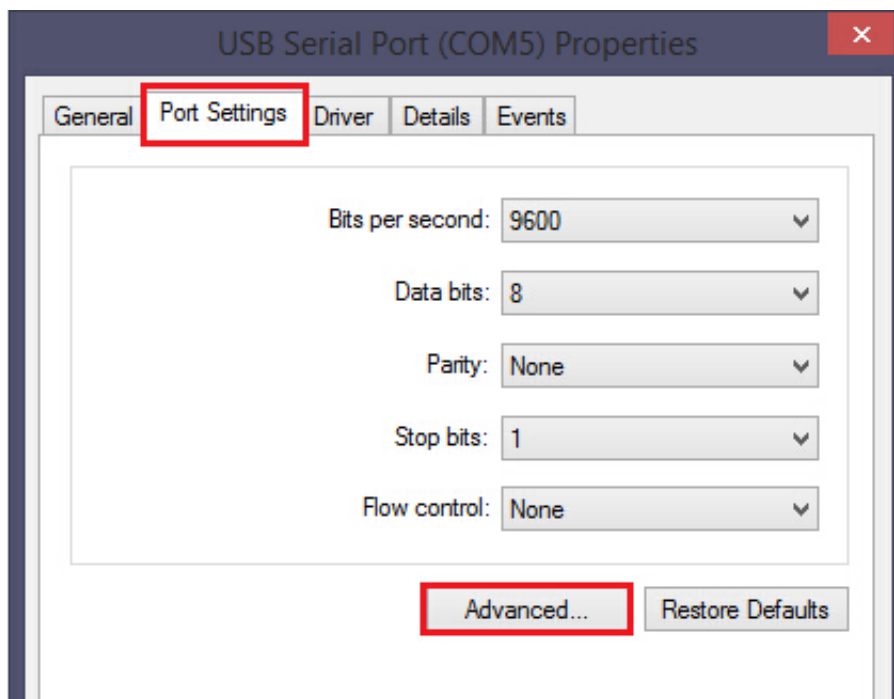 USB Serial Port (COM5) Properties
General Port Settings Driver Details Events
Bits per second: 9600
Data bits: 8
Parity: None
Stop bits: 1
Flow control: None
Advanced... Restore Defaults